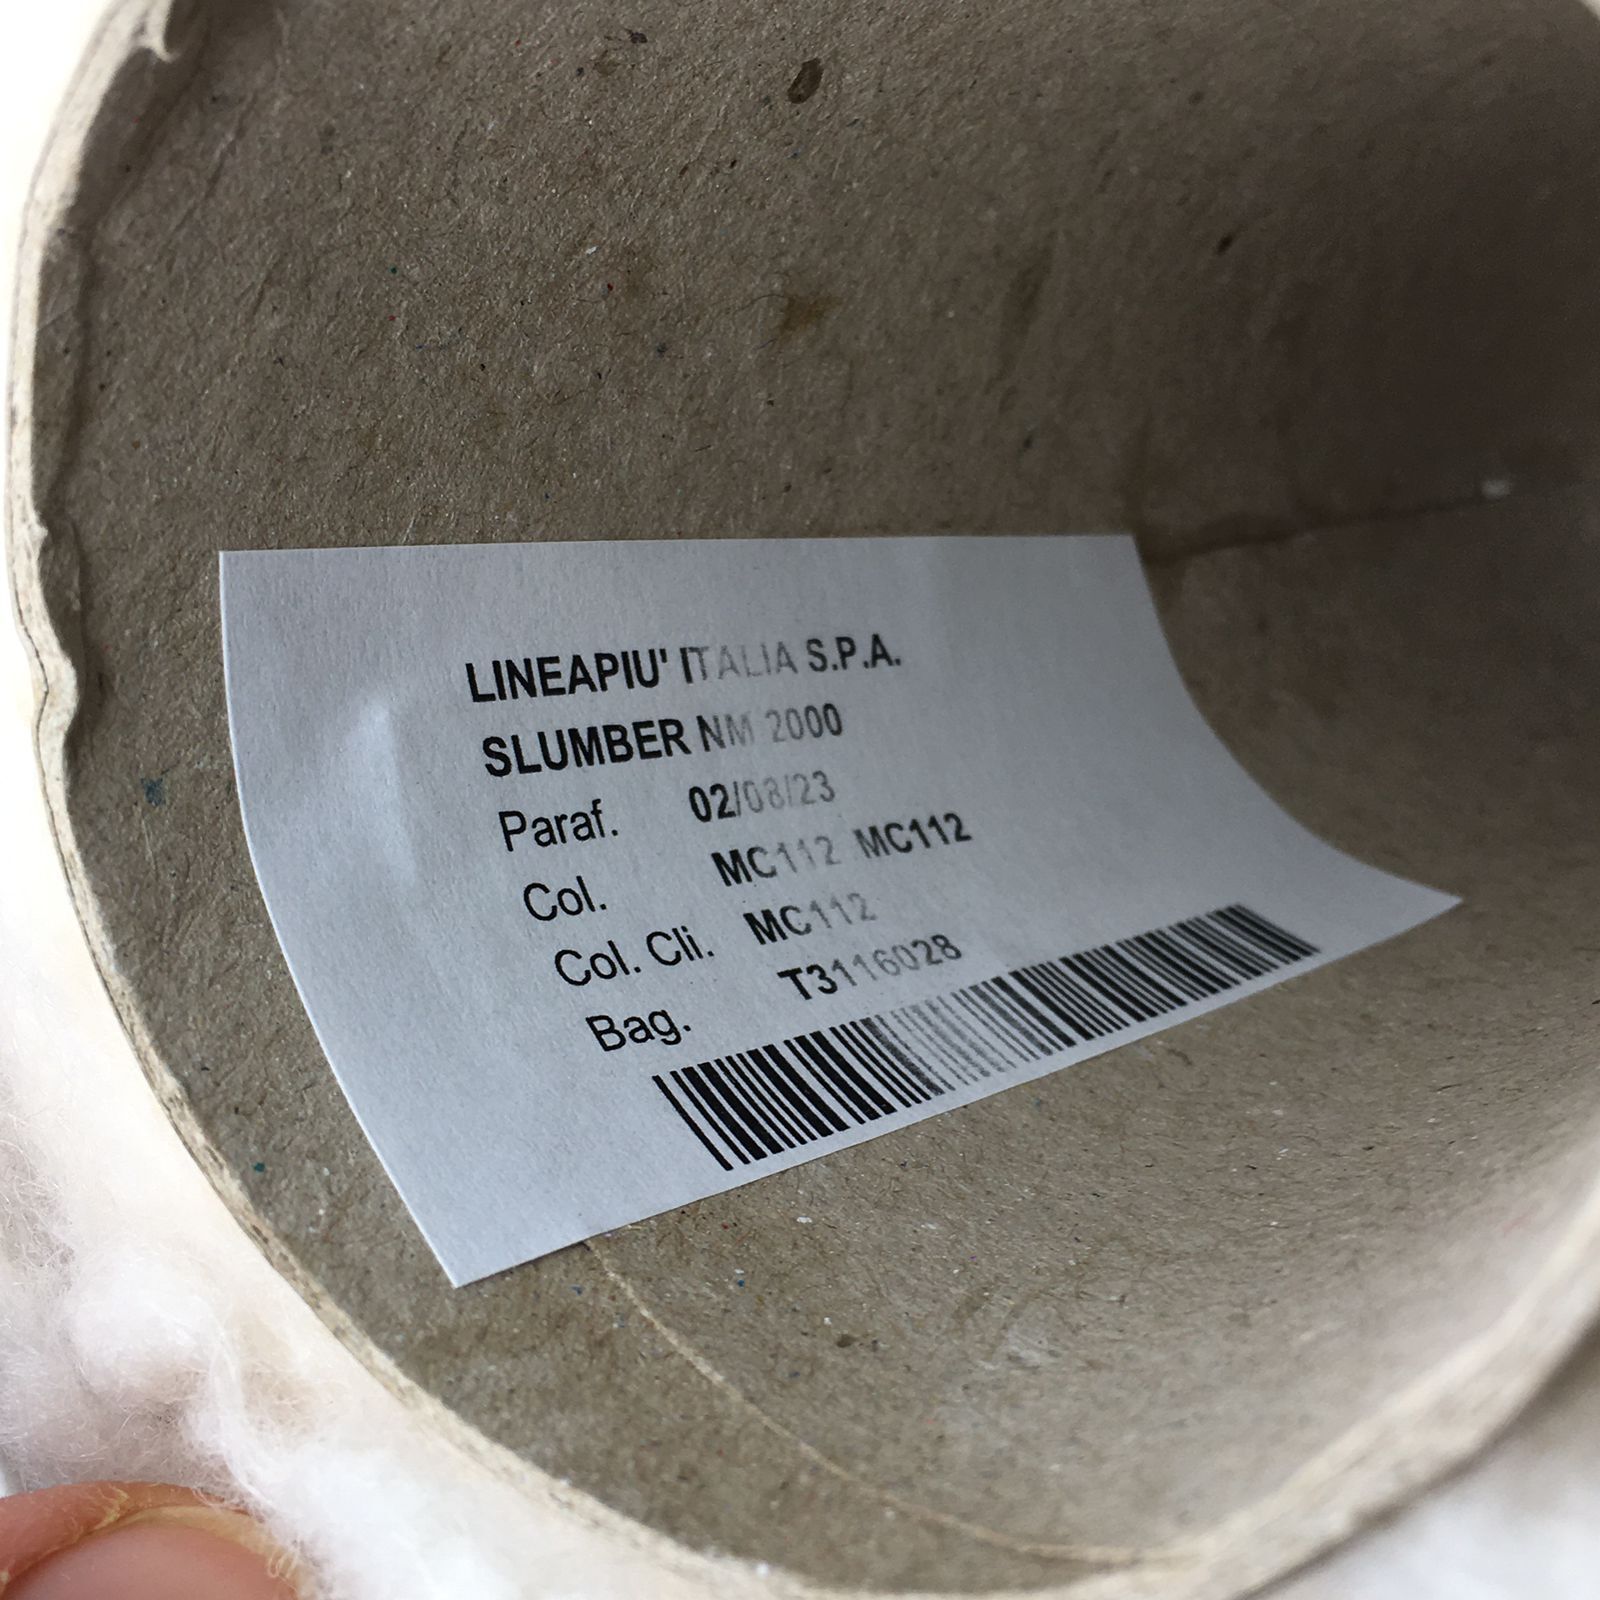 LINEAPIU' ITALIA S.P.A.
SLUMBER NM 2000
Paraf. 02/08/23
Col. MC112 MC112
Col. Cli. MC112
Bag. T3116028